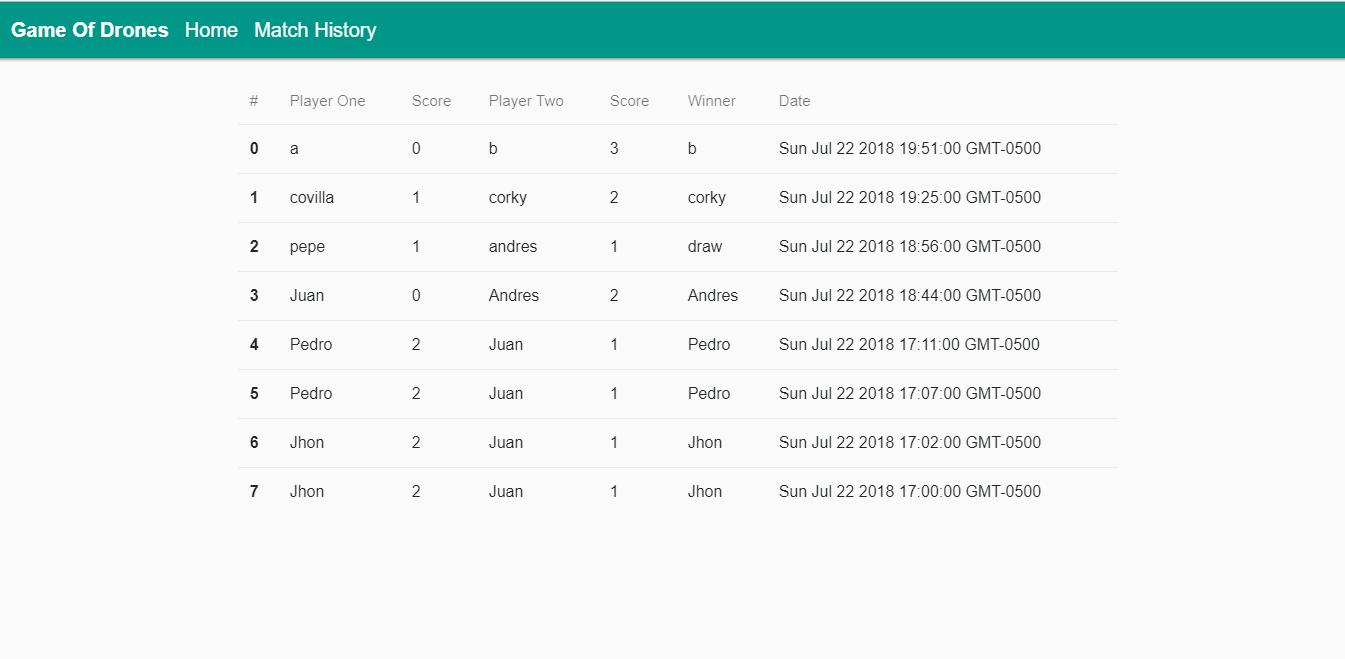 Game Of Drones Home Match History
# Player One Score Player Two Score Winner Date
0 a 0 b 3 b Sun Jul 22 2018 19:51:00 GMT-0500
1 covilla 1 corky 2 corky Sun Jul 22 2018 19:25:00 GMT-0500
2 pepe 1 andres 1 draw Sun Jul 22 2018 18:56:00 GMT-0500
3 Juan 0 Andres 2 Andres Sun Jul 22 2018 18:44:00 GMT-0500
4 Pedro 2 Juan 1 Pedro Sun Jul 22 2018 17:11:00 GMT-0500
5 Pedro 2 Juan 1 Pedro Sun Jul 22 2018 17:07:00 GMT-0500
6 Jhon 2 Juan 1 Jhon Sun Jul 22 2018 17:02:00 GMT-0500
7 Jhon 2 Juan 1 Jhon Sun Jul 22 2018 17:00:00 GMT-0500